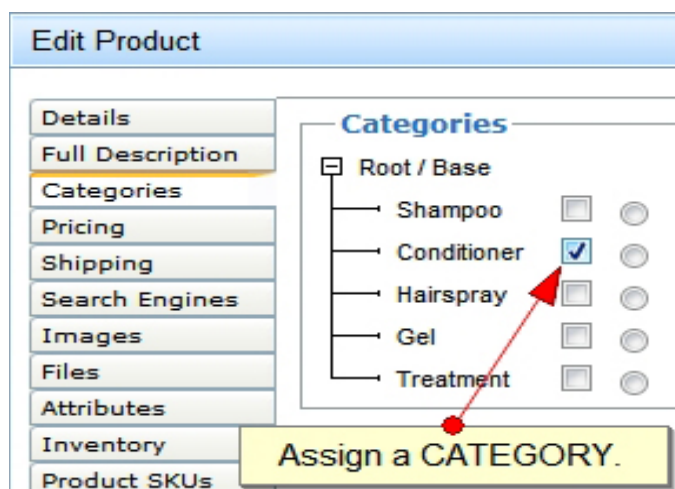 Edit Product
Details
Full Description
Categories
Pricing
Shipping
Search Engines
Images
Files
Attributes
Inventory
Product SKUs
Categories
Root / Base
Shampoo
Conditioner
Hairspray
Gel
Treatment
Assign a CATEGORY.